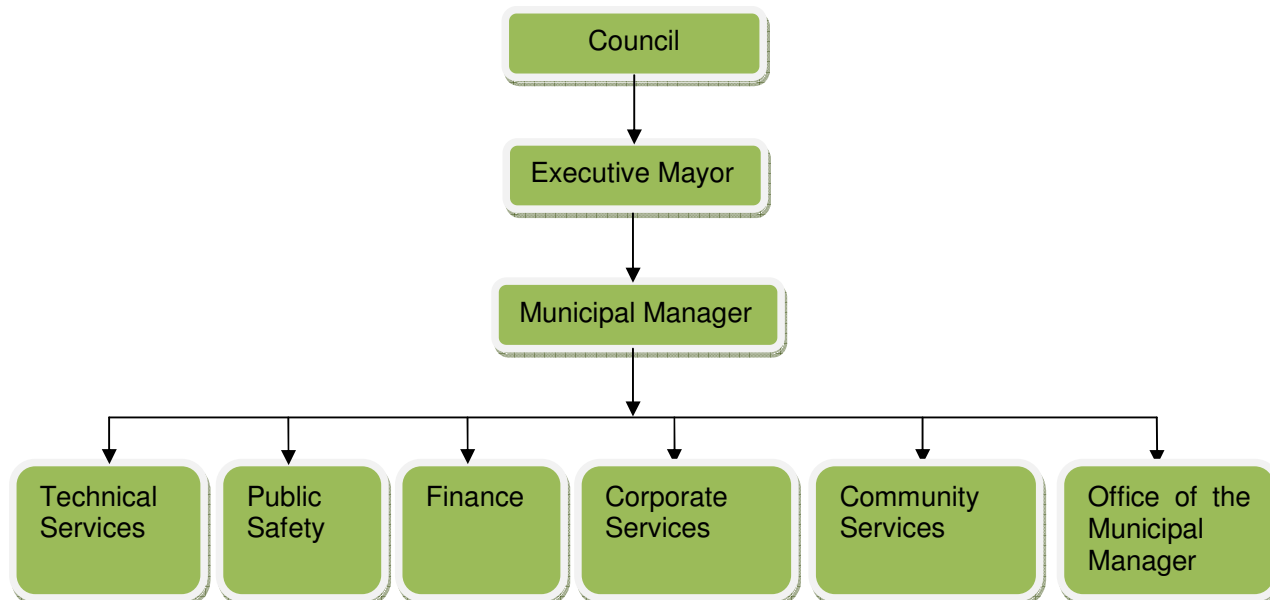 Council
Executive Mayor
Municipal Manager
Technical
Services
Public
Safety
Finance
Corporate
Services
Community
Services
Office of the
Municipal
Manager